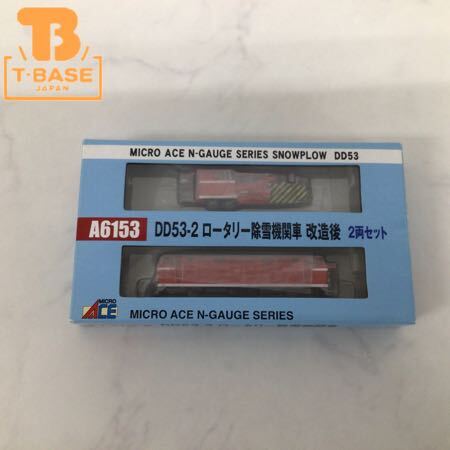 T-BASE
JAPAN
MICRO ACE N-GAUGE SERIES SNOWPLOW DD53
A6153 DD53-2 ロータリー除雪機関車 改造後 2両セット
MICRO ACE
MICRO ACE N-GAUGE SERIES